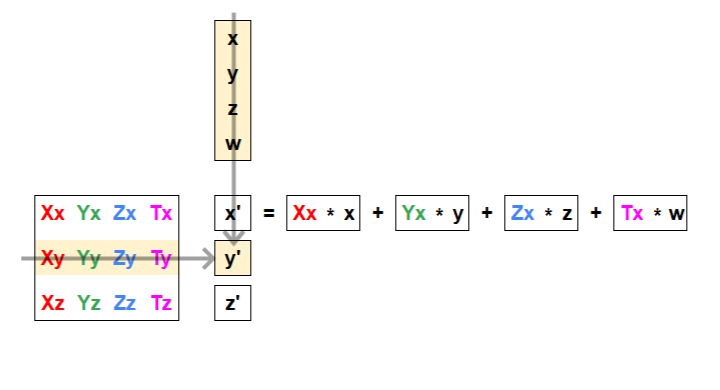 x
y
z
w
Xx Yx Zx Tx x' = Xx * x + Yx * y + Zx * z + Tx * w
Xy Yy Zy Ty y'
Xz Yz Zz Tz z'